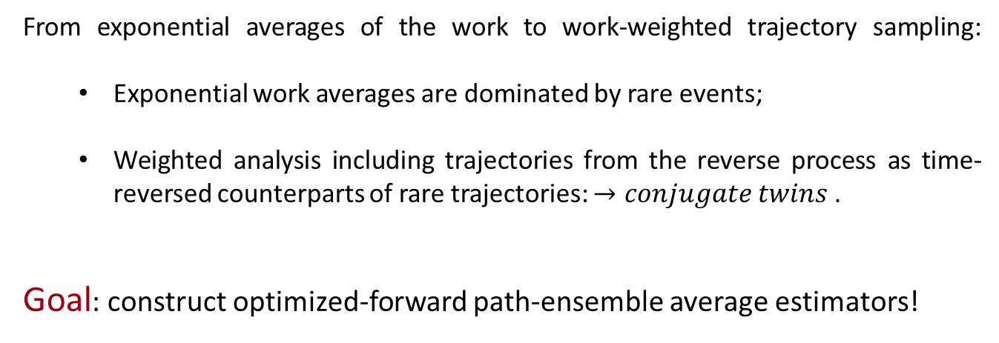 From exponential averages of the work to work-weighted trajectory sampling:
• Exponential work averages are dominated by rare events;
• Weighted analysis including trajectories from the reverse process as time-
reversed counterparts of rare trajectories: → conjugate twins .
Goal: construct optimized-forward path-ensemble average estimators!